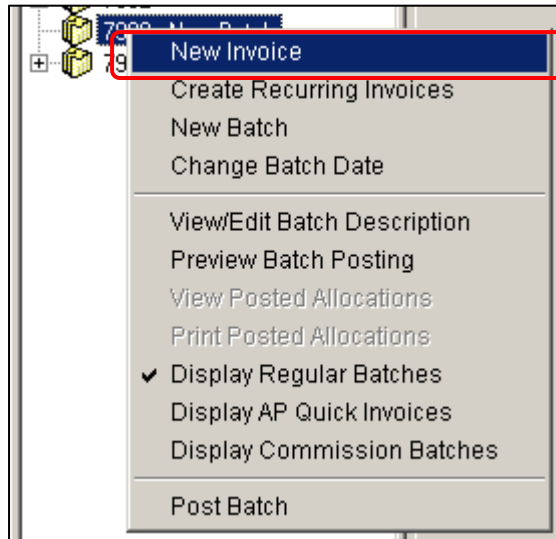 New Invoice
79
Create Recurring Invoices
New Batch
Change Batch Date
View/Edit Batch Description
Preview Batch Posting
View Posted Allocations
Print Posted Allocations
Display Regular Batches
Display AP Quick Invoices
Display Commission Batches
Post Batch